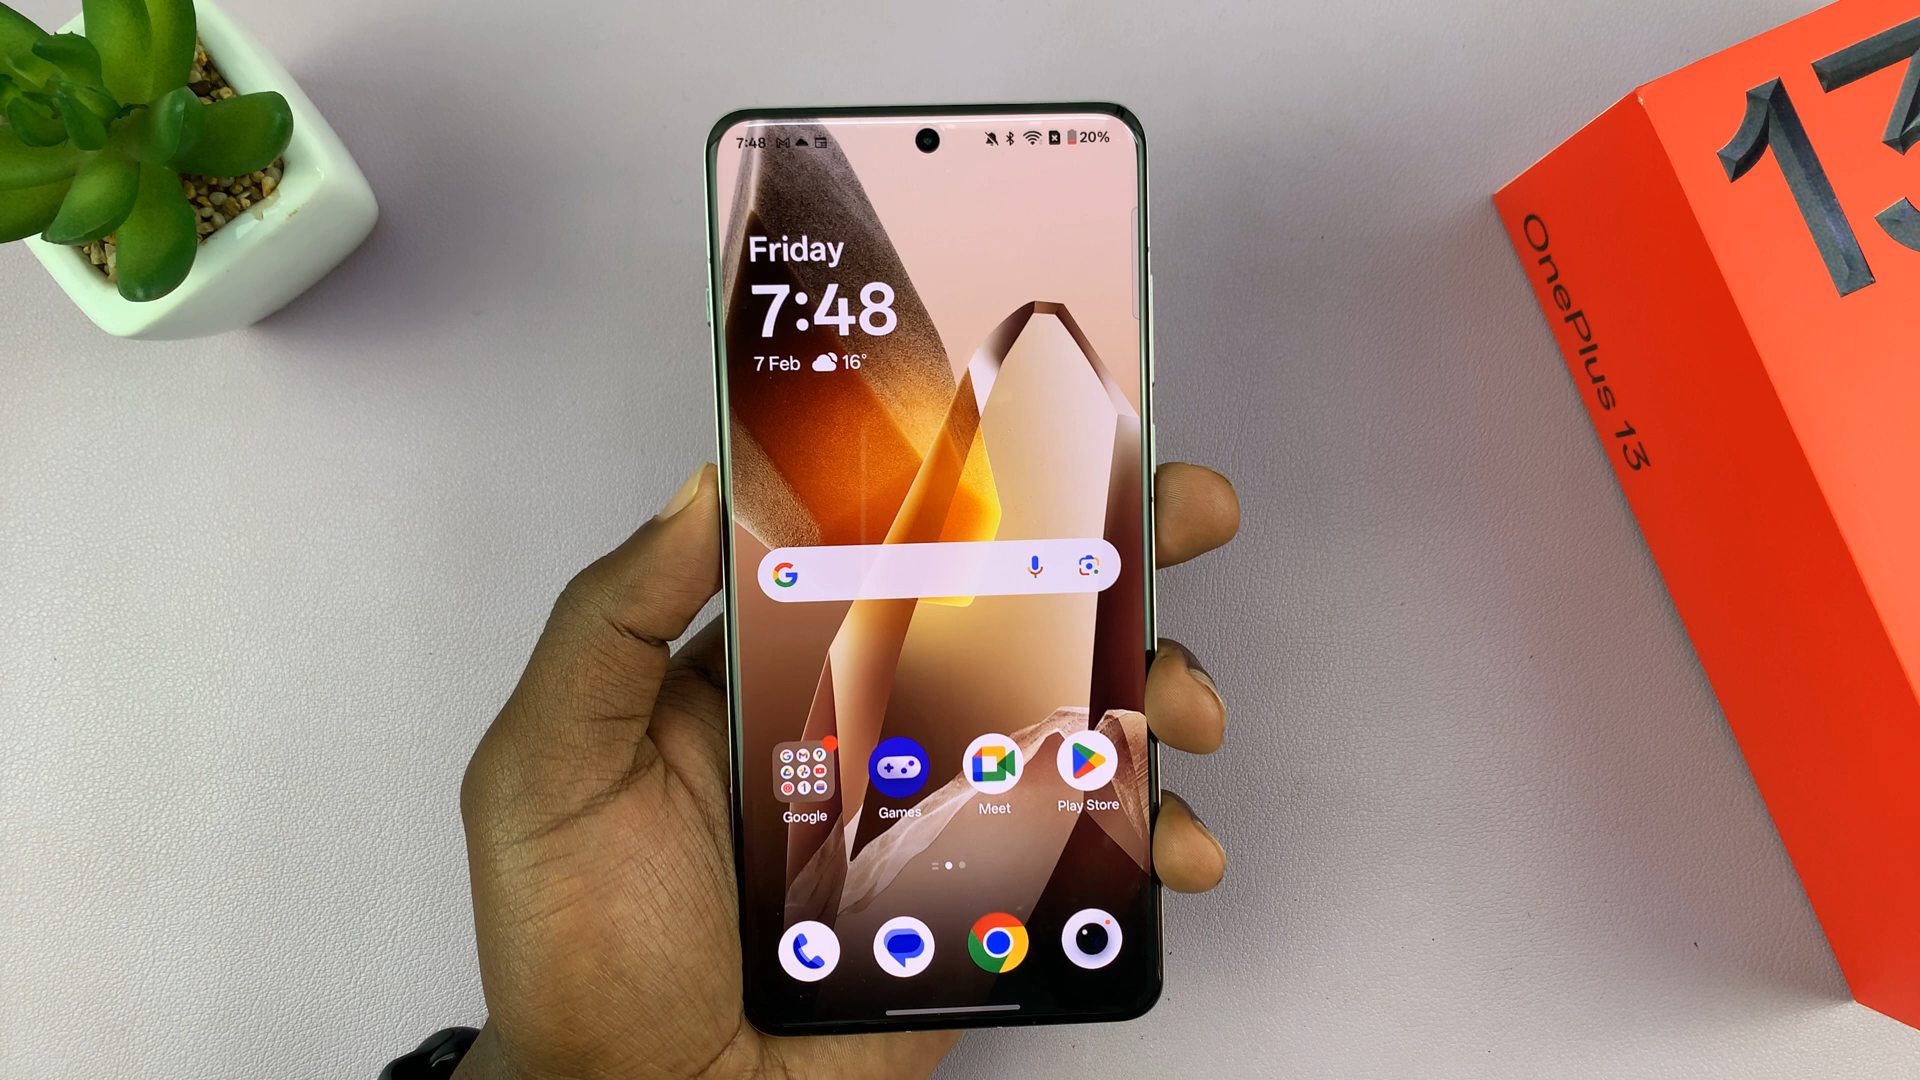 7:48
20%
Friday
7:48
7 Feb 16°
Google
Games
Meet
Play Store
13
OnePlus 13